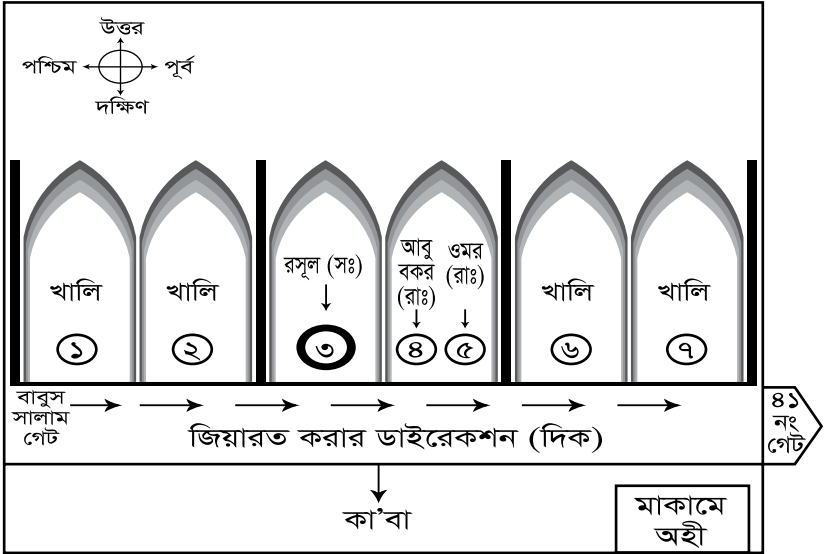 উত্তর
পশ্চিম
পূর্ব
দক্ষিণ
খালি
খালি
রসূল (সঃ)
আবু
বকর
(রাঃ)
ওমর
(রাঃ)
খালি
খালি
১
২
৩
৪
৫
৬
৭
বাবুস
সালাম
গেট
জিয়ারত করার ডাইরেকশন (দিক)
৪১
নং
গেট
কা’বা
মাকামে
অহী